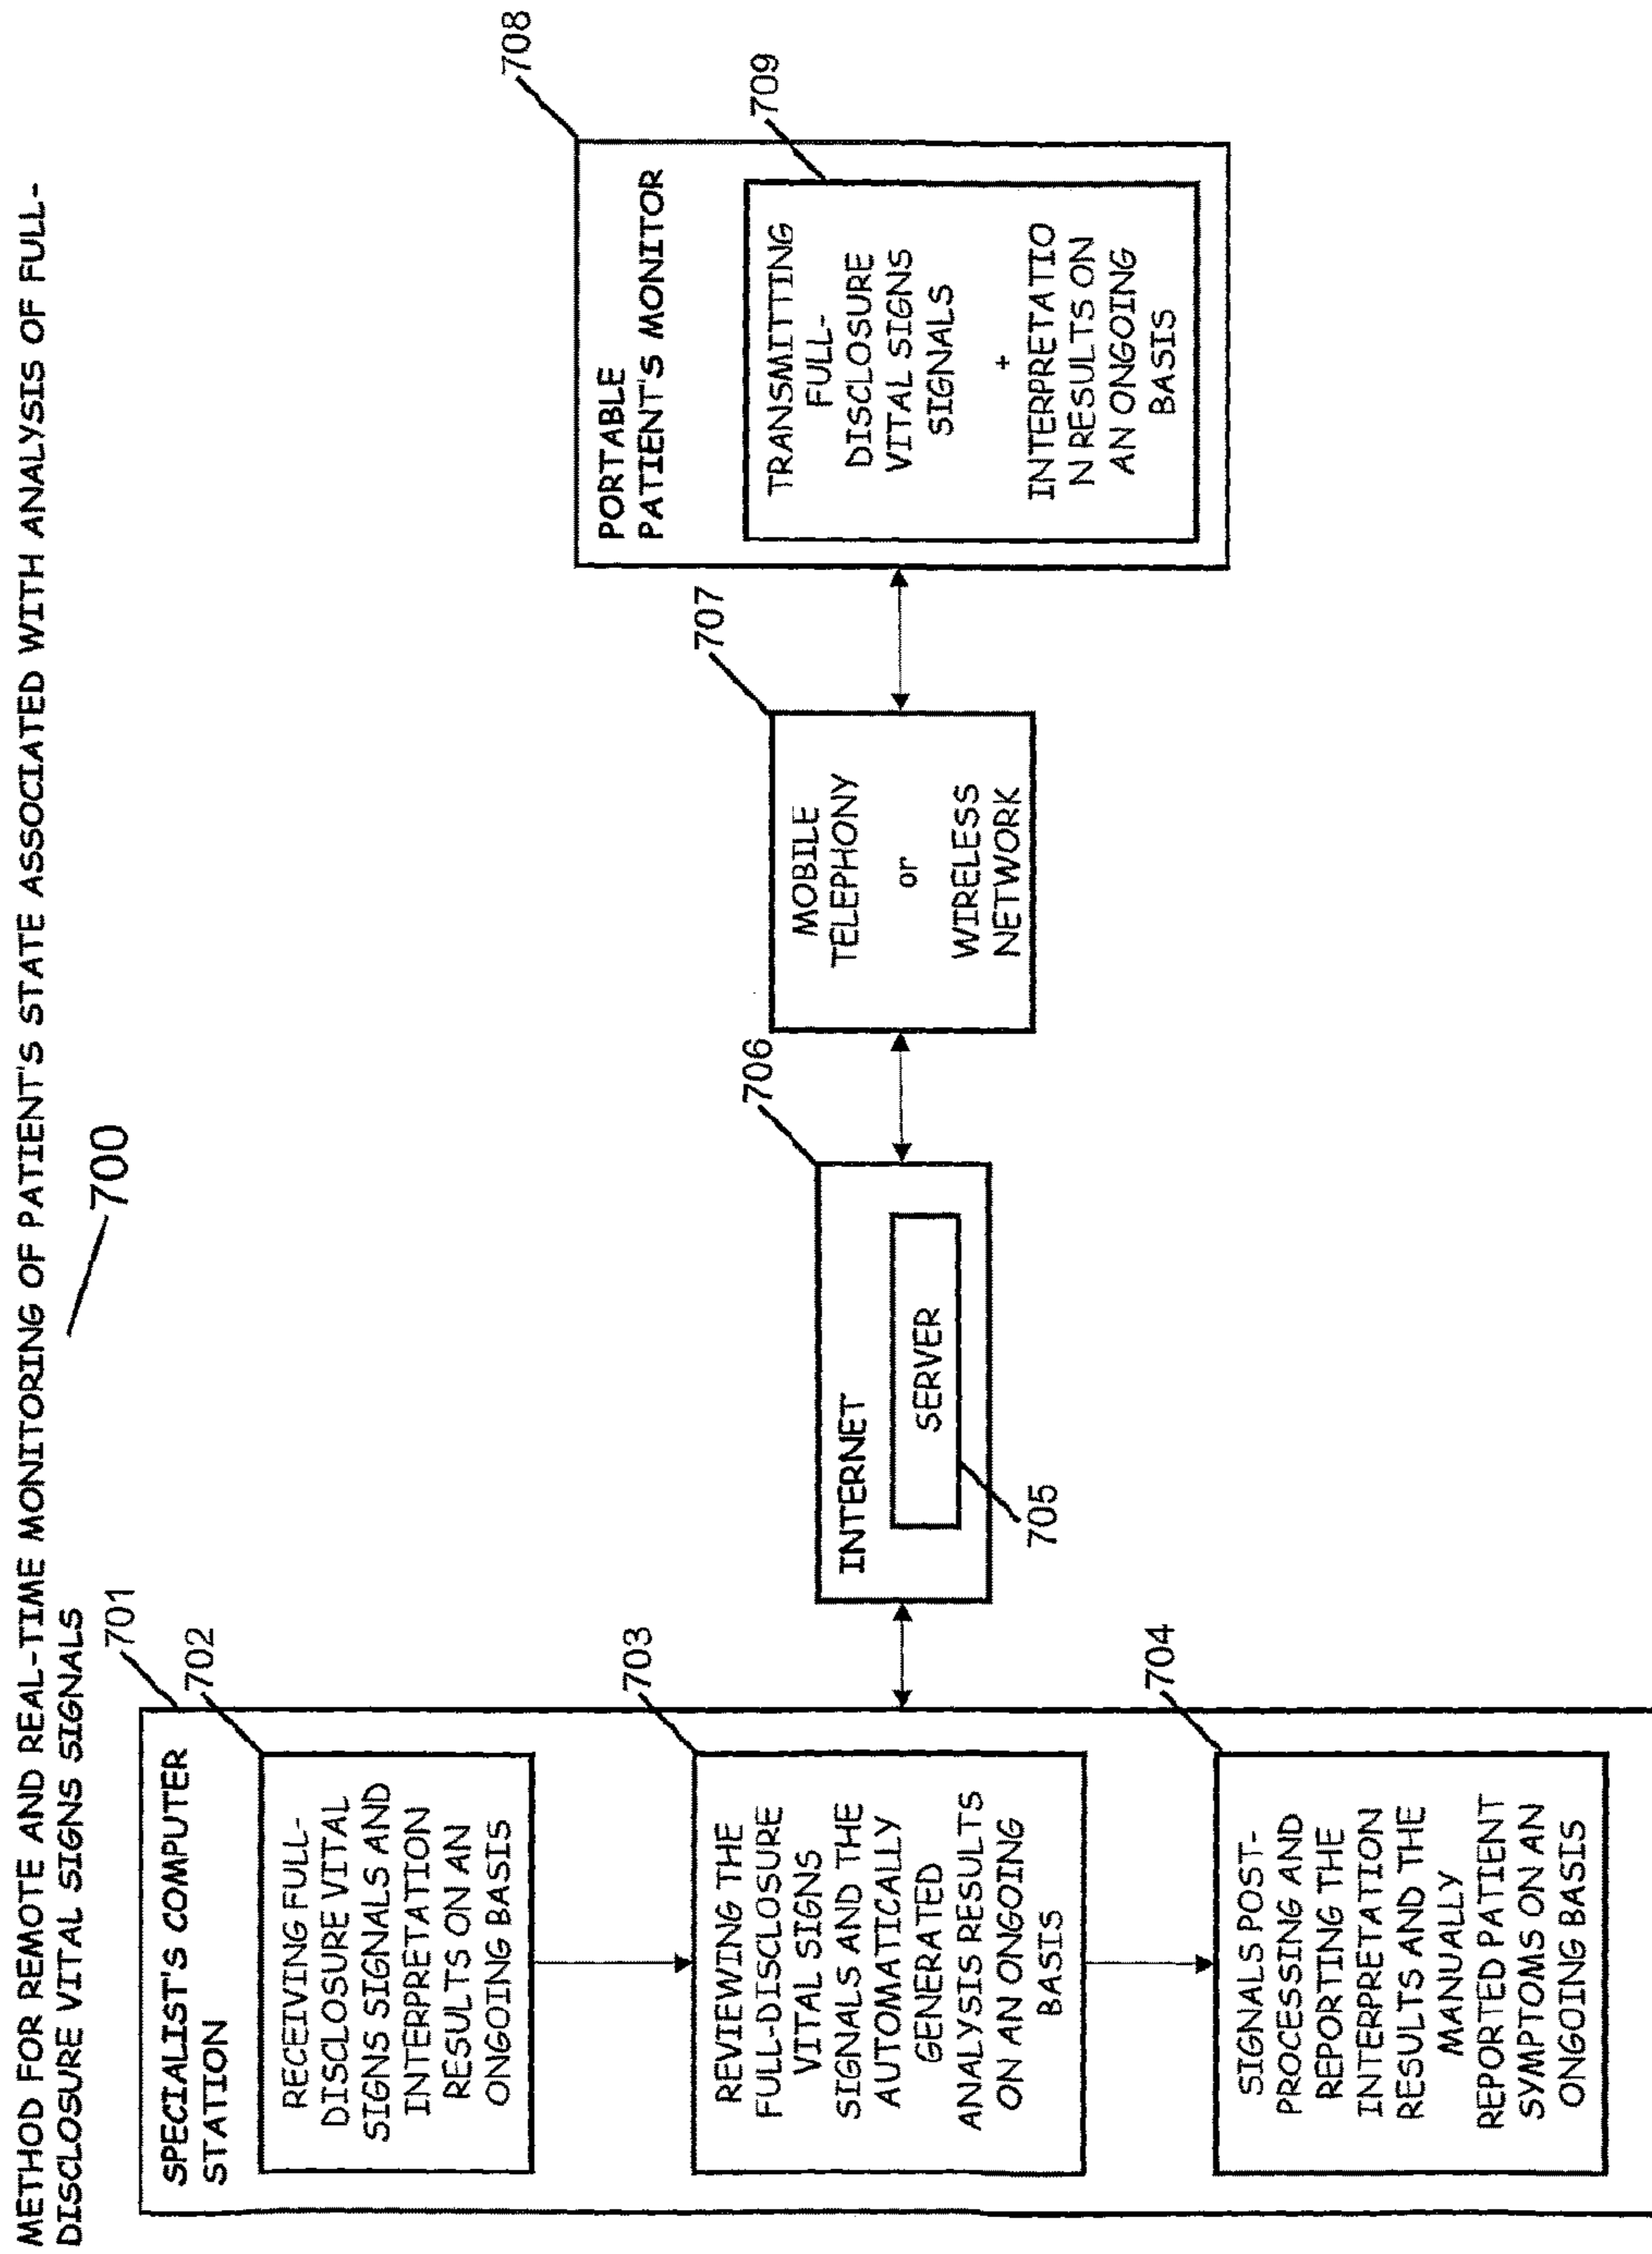 METHOD FOR REMOTE AND REAL-TIME MONITORING OF PATIENT'S STATE ASSOCIATED WITH ANALYSIS OF FULL-
DISCLOSURE VITAL SIGNS SIGNALS
700
701
SPECIALIST'S COMPUTER
STATION
702
RECEIVING FULL-
DISCLOSURE VITAL
SIGNS SIGNALS AND
INTERPRETATION
RESULTS ON AN
ONGOING BASIS
703
REVIEWING THE
FULL-DISCLOSURE
VITAL SIGNS
SIGNALS AND THE
AUTOMATICALLY
GENERATED
ANALYSIS RESULTS
ON AN ONGOING
BASIS
704
SIGNALS POST-
PROCESSING AND
REPORTING THE
INTERPRETATION
RESULTS AND THE
MANUALLY
REPORTED PATIENT
SYMPTOMS ON AN
ONGOING BASIS
706
INTERNET
SERVER
705
707
MOBILE
TELEPHONY
or
WIRELESS
NETWORK
708
PORTABLE
PATIENT'S MONITOR
709
TRANSMITTING
FULL-
DISCLOSURE
VITAL SIGNS
SIGNALS
+
INTERPRETATIO
N RESULTS ON
AN ONGOING
BASIS